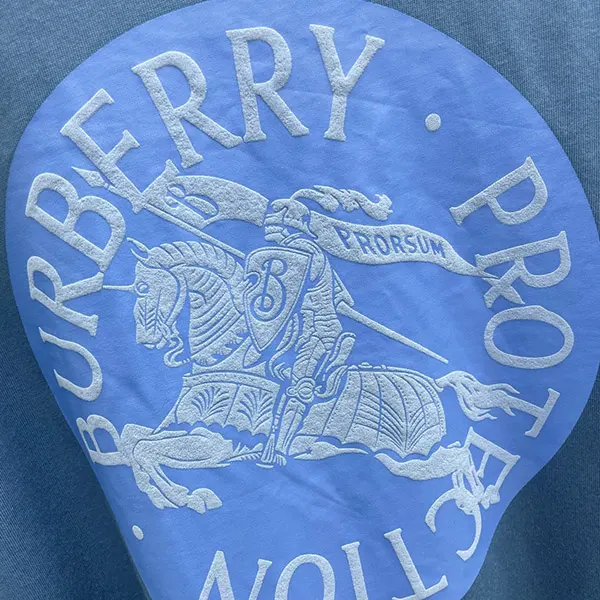 BURBERRY · PROTECTION ·
PRORSUM
B